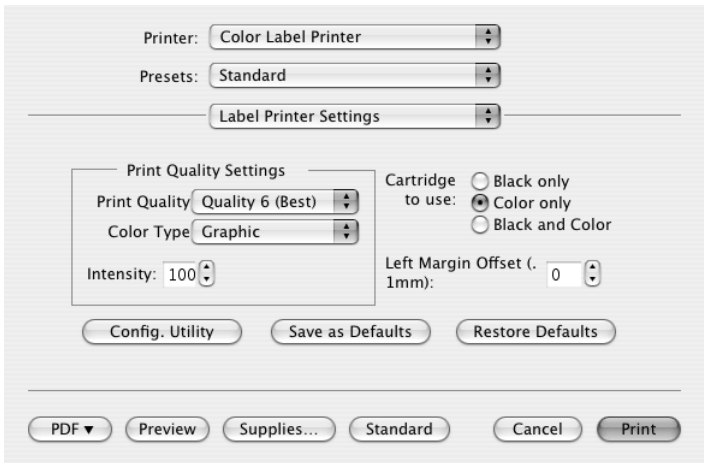 Printer: Color Label Printer
Presets: Standard
Label Printer Settings
Print Quality Settings
Print Quality Quality 6 (Best)
Color Type Graphic
Intensity: 100
Cartridge
to use:
Black only
Color only
Black and Color
Left Margin Offset (.
1mm): 0
Config. Utility Save as Defaults Restore Defaults
PDF ▼ Preview Supplies... Standard Cancel Print